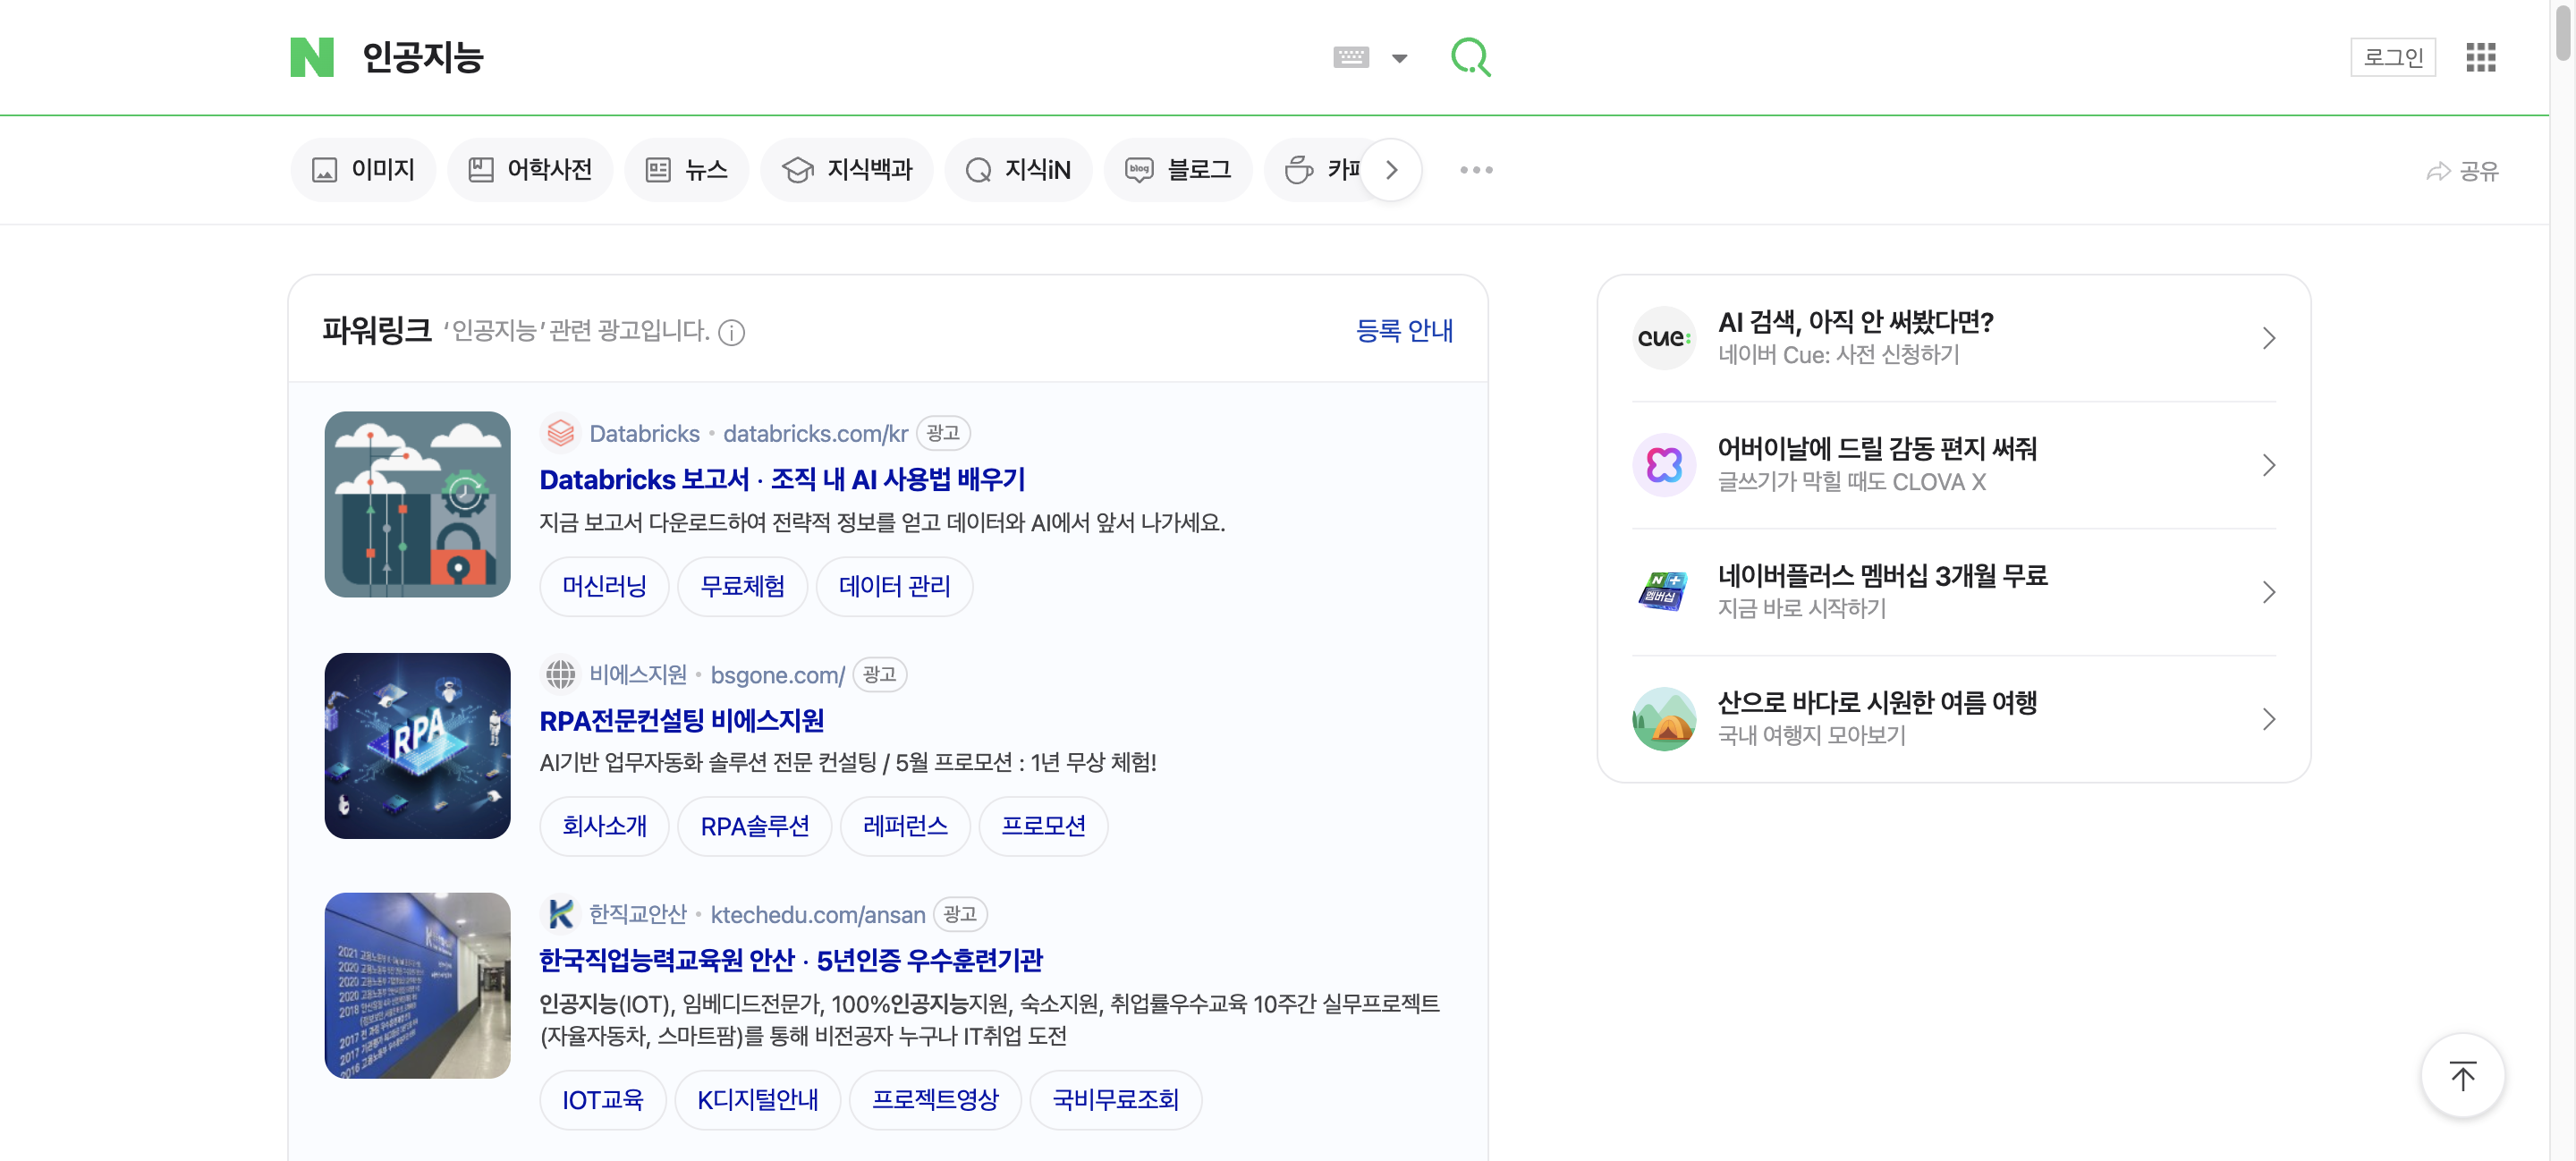 N 인공지능
로그인
이미지
어학사전
뉴스
지식백과
지식iN
blog 블로그
공유
파워링크 '인공지능' 관련 광고입니다.
등록 안내
Databricks · databricks.com/kr 광고
Databricks 보고서 · 조직 내 AI 사용법 배우기
지금 보고서 다운로드하여 전략적 정보를 얻고 데이터와 AI에서 앞서 나가세요.
머신러닝
무료체험
데이터 관리
RPA
비에스지원 · bsgone.com/ 광고
RPA전문컨설팅 비에스지원
AI기반 업무자동화 솔루션 전문 컨설팅 / 5월 프로모션 : 1년 무상 체험!
회사소개
RPA솔루션
레퍼런스
프로모션
한직교안산 · ktechedu.com/ansan 광고
한국직업능력교육원 안산 · 5년인증 우수훈련기관
인공지능(IOT), 임베디드전문가, 100%인공지능지원, 숙소지원, 취업률우수교육 10주간 실무프로젝트
(자율자동차, 스마트팜)를 통해 비전공자 누구나 IT취업 도전
IOT교육
K디지털안내
프로젝트영상
국비무료조회
cue:
AI 검색, 아직 안 써봤다면?
네이버 Cue: 사전 신청하기
어버이날에 드릴 감동 편지 써줘
글쓰기가 막힐 때도 CLOVA X
N +
멤버십
네이버플러스 멤버십 3개월 무료
지금 바로 시작하기
산으로 바다로 시원한 여름 여행
국내 여행지 모아보기